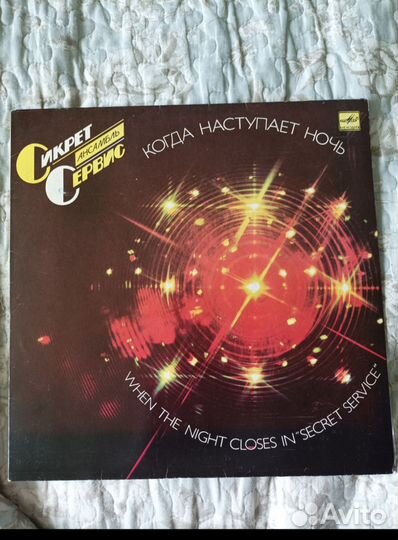 СИКРЕТ
АНСАМБЛЬ
СЕРВИС
КОГДА НАСТУПАЕТ НОЧЬ
WHEN THE NIGHT CLOSES IN "SECRET SERVICE"
Avito